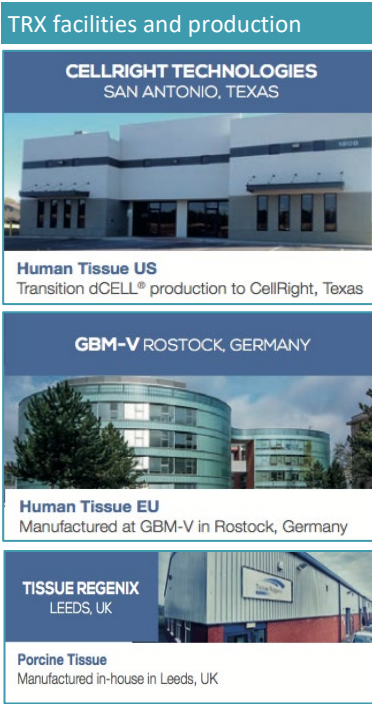 TRX facilities and production
CELLRIGHT TECHNOLOGIES
SAN ANTONIO, TEXAS
Human Tissue US
Transition dCELL® production to CellRight, Texas
GBM-V ROSTOCK, GERMANY
Human Tissue EU
Manufactured at GBM-V in Rostock, Germany
TISSUE REGENIX
LEEDS, UK
Tissue Regenix
Porcine Tissue
Manufactured in-house in Leeds, UK